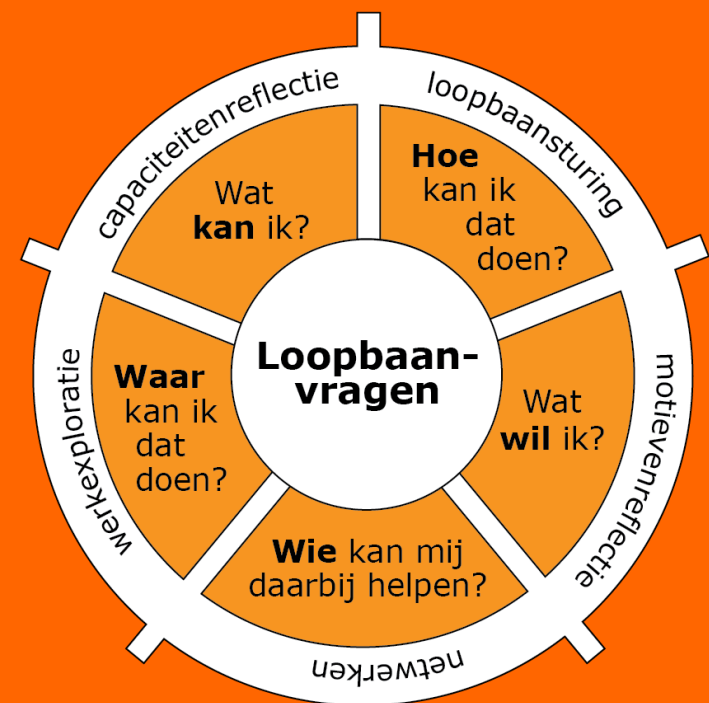 capaciteitenreflectie
loopbaansturing
motievenreflectie
netwerken
werkexploratie
Wat
kan ik?
Hoe
kan ik
dat
doen?
Wat
wil ik?
Wie kan mij
daarbij helpen?
Waar
kan ik
dat
doen?
Loopbaan-
vragen